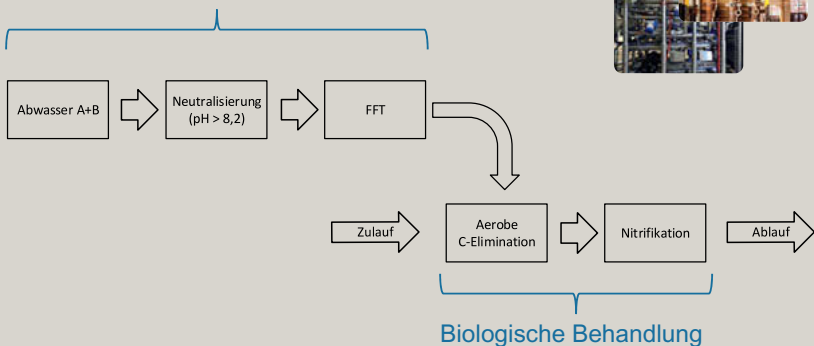 Abwasser A+B
Neutralisierung
(pH > 8,2)
FFT
Zulauf
Aerobe
C-Elimination
Nitrifikation
Ablauf
Biologische Behandlung